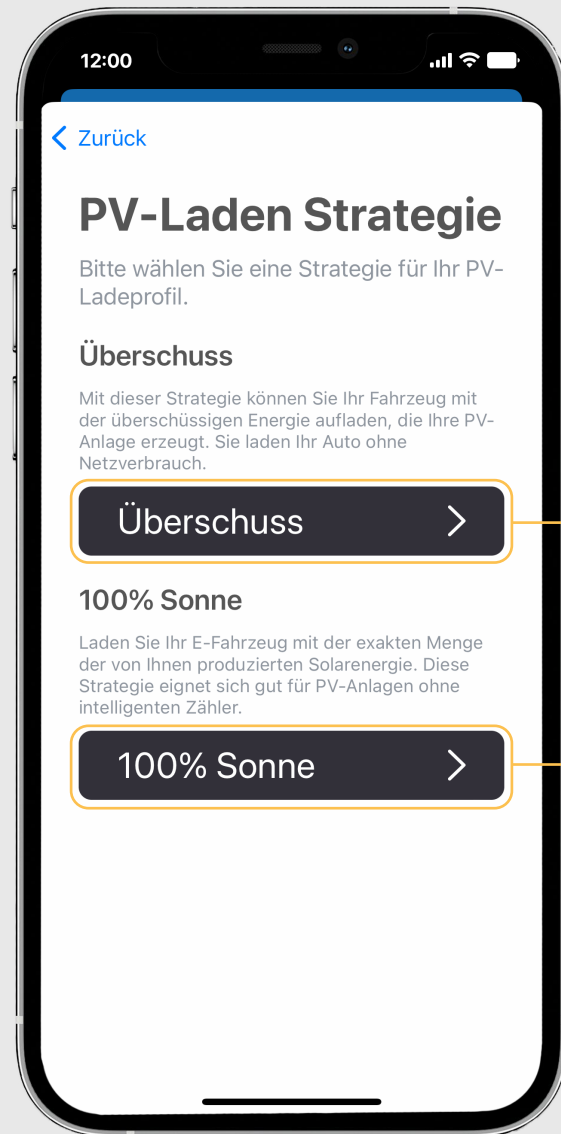 12:00
Zurück
PV-Laden Strategie
Bitte wählen Sie eine Strategie für Ihr PV-
Ladeprofil.
Überschuss
Mit dieser Strategie können Sie Ihr Fahrzeug mit
der überschüssigen Energie aufladen, die Ihre PV-
Anlage erzeugt. Sie laden Ihr Auto ohne
Netzverbrauch.
Überschuss
100% Sonne
Laden Sie Ihr E-Fahrzeug mit der exakten Menge
der von Ihnen produzierten Solarenergie. Diese
Strategie eignet sich gut für PV-Anlagen ohne
intelligenten Zähler.
100% Sonne